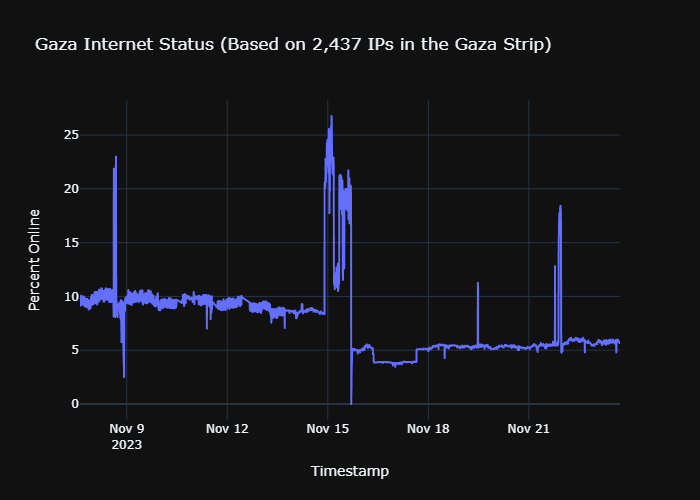 Gaza Internet Status (Based on 2,437 IPs in the Gaza Strip)
Percent Online
25
20
15
10
5
0
Nov 9
2023
Nov 12
Nov 15
Nov 18
Nov 21
Timestamp